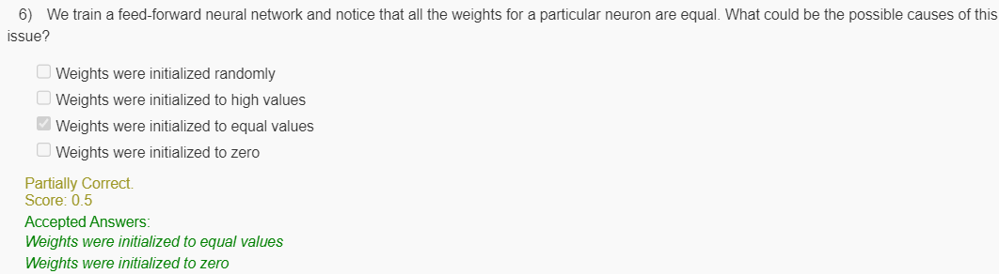 6) We train a feed-forward neural network and notice that all the weights for a particular neuron are equal. What could be the possible causes of this
issue?
Weights were initialized randomly
Weights were initialized to high values
Weights were initialized to equal values
Weights were initialized to zero
Partially Correct.
Score: 0.5
Accepted Answers:
Weights were initialized to equal values
Weights were initialized to zero